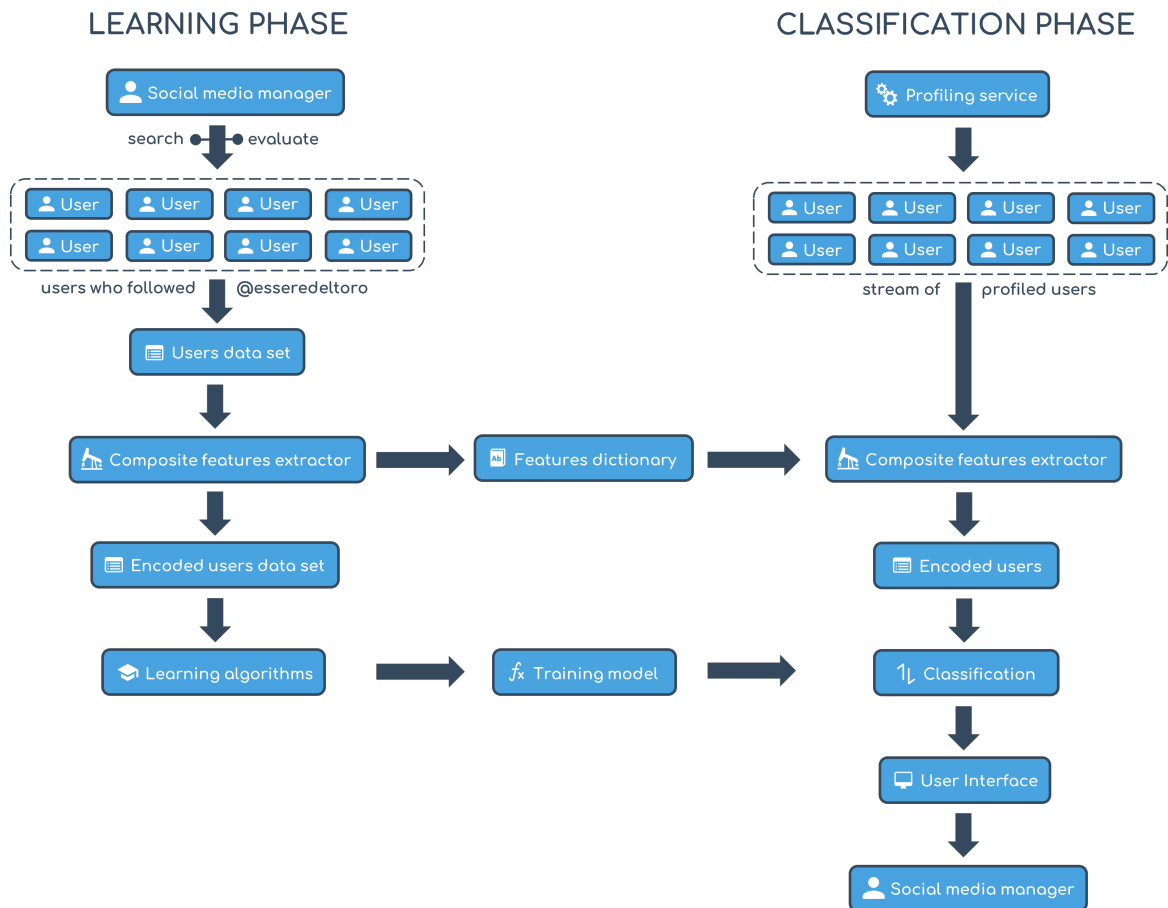 LEARNING PHASE
CLASSIFICATION PHASE
Social media manager
Profiling service
search evaluate
User User User User
User User User User
User User User User
User User User User
users who followed @esseredeltoro
stream of profiled users
Users data set
Composite features extractor
Features dictionary
Ab
Composite features extractor
Encoded users data set
Encoded users
Learning algorithms
fx Training model
Classification
User Interface
Social media manager